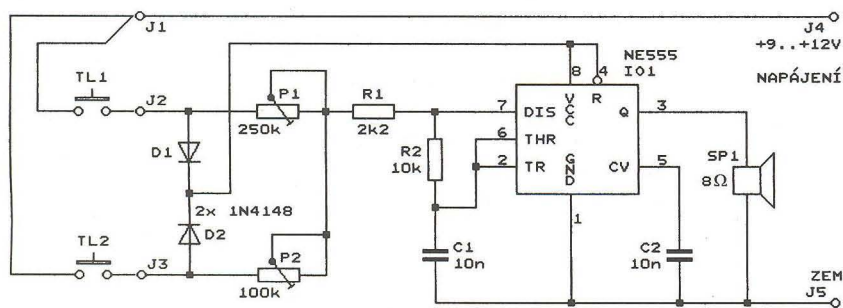 J1
J4
+9..+12V
NAPÁJENÍ
NE555
IO1
8
4
TL1
J2
P1
250k
R1
2k2
7
DIS
VCC
R
Q
3
6
THR
D1
R2
10k
2
TR
GND
CV
5
SP1
8Ω
2x 1N4148
D2
1
TL2
J3
P2
100k
C1
10n
C2
10n
ZEM
J5